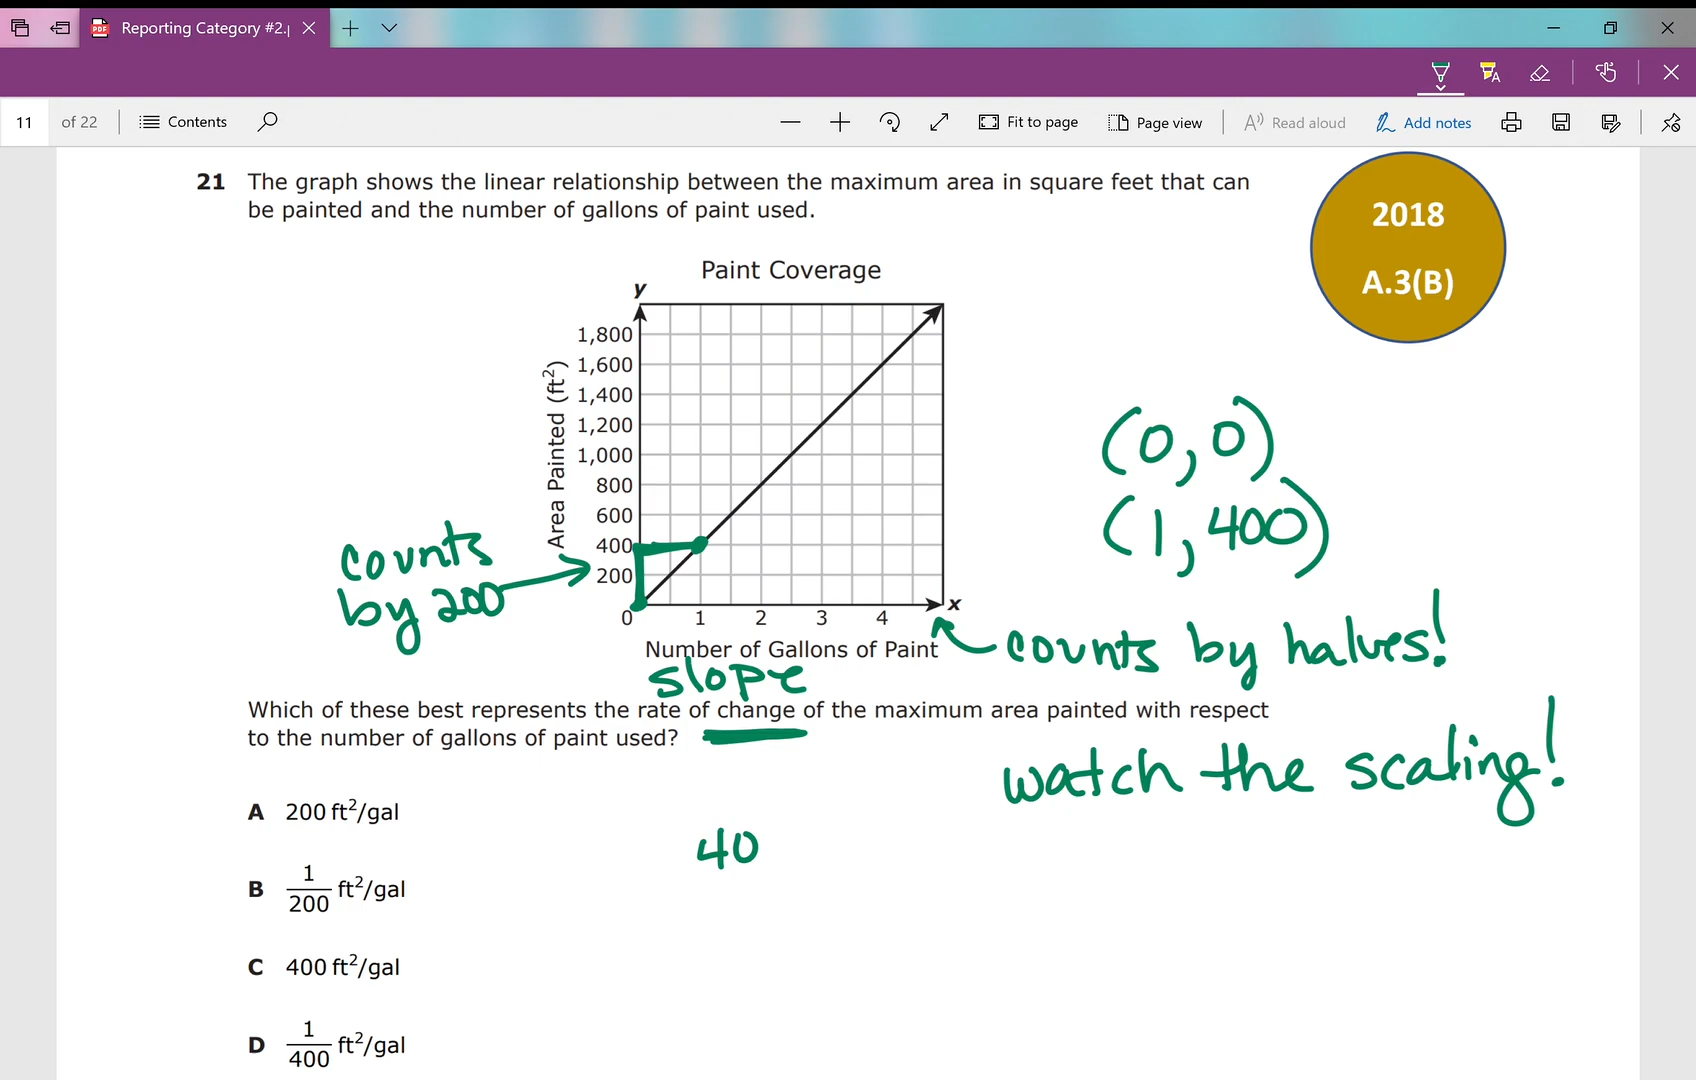 Reporting Category #2.p
11 of 22 Contents Fit to page Page view Read aloud Add notes
21 The graph shows the linear relationship between the maximum area in square feet that can
be painted and the number of gallons of paint used.
2018
A.3(B)
Paint Coverage
y
Area Painted (ft²)
1,800
1,600
1,400
1,200
1,000
800
600
400
200
0 1 2 3 4
x
Number of Gallons of Paint
counts
by 200
(0,0)
(1,400)
counts by halves!
slope
Which of these best represents the rate of change of the maximum area painted with respect
to the number of gallons of paint used?
watch the scaling!
A 200 ft²/gal
40
B 1/200 ft²/gal
C 400 ft²/gal
D 1/400 ft²/gal